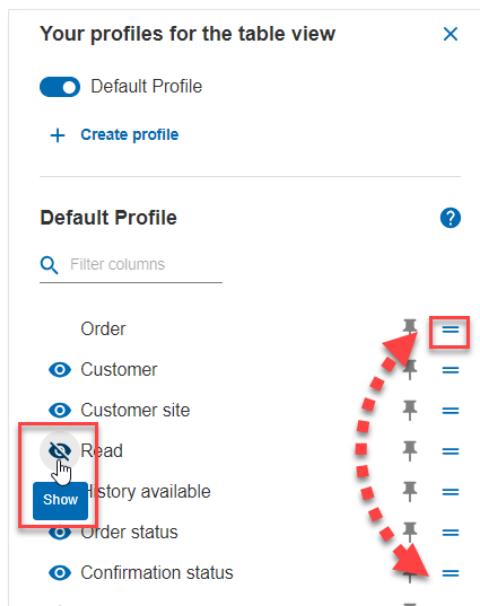 Your profiles for the table view
Default Profile
Create profile
Default Profile
Filter columns
Order
Customer
Customer site
Read
History available
Show
Order status
Confirmation status